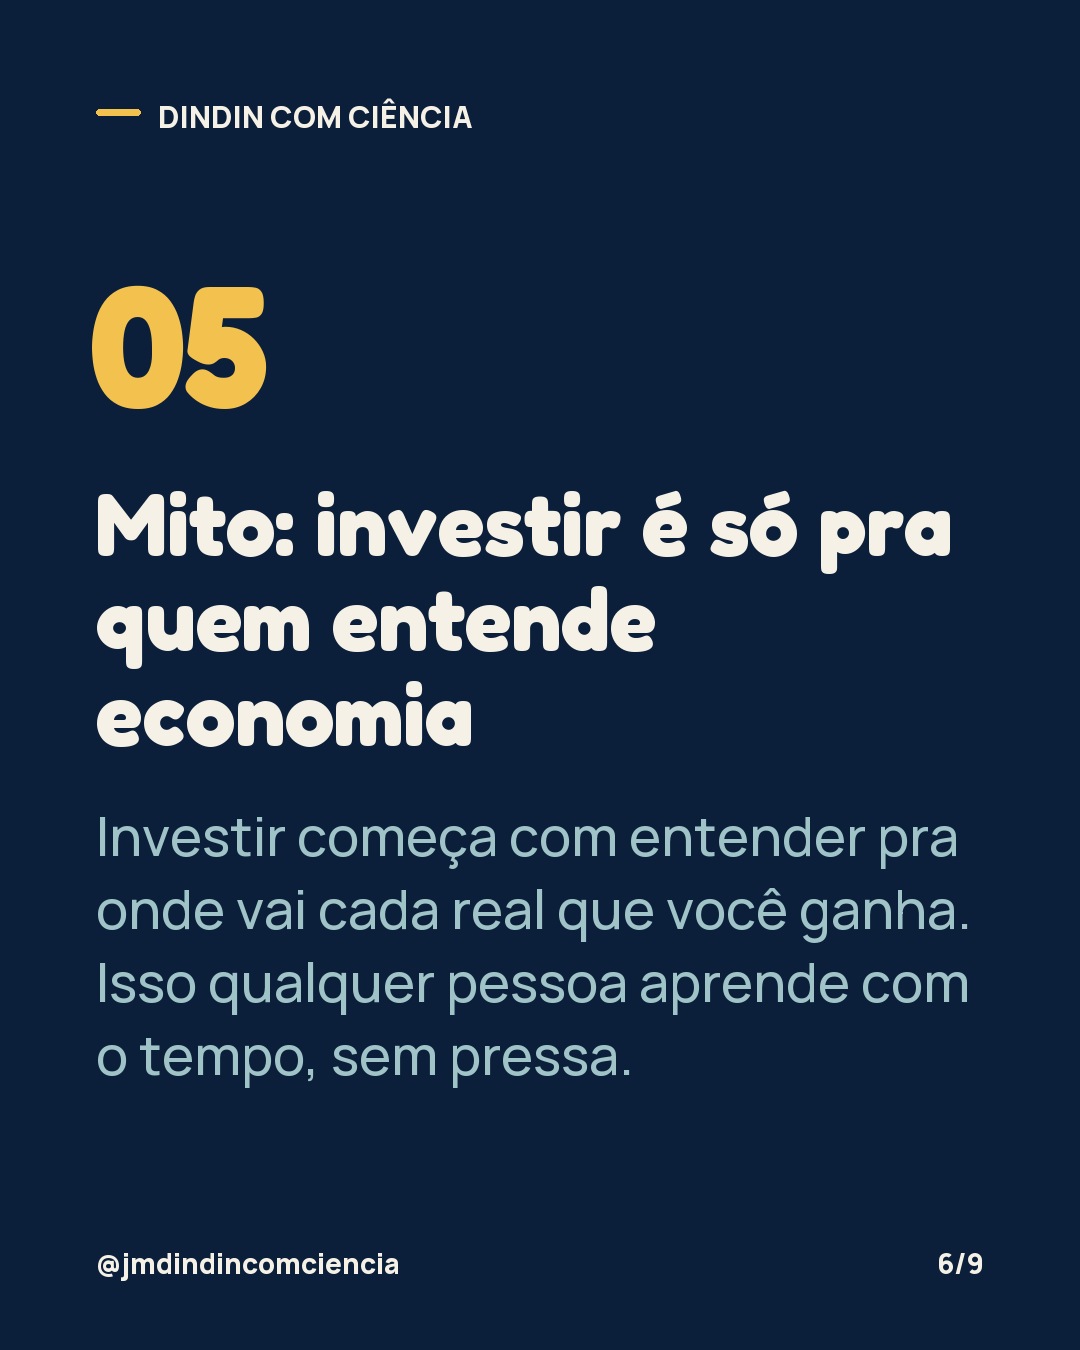 DINDIN COM CIÊNCIA
05
Mito: investir é só pra
quem entende
economia
Investir começa com entender pra
onde vai cada real que você ganha.
Isso qualquer pessoa aprende com
o tempo, sem pressa.
@jmdindincomciencia
6/9